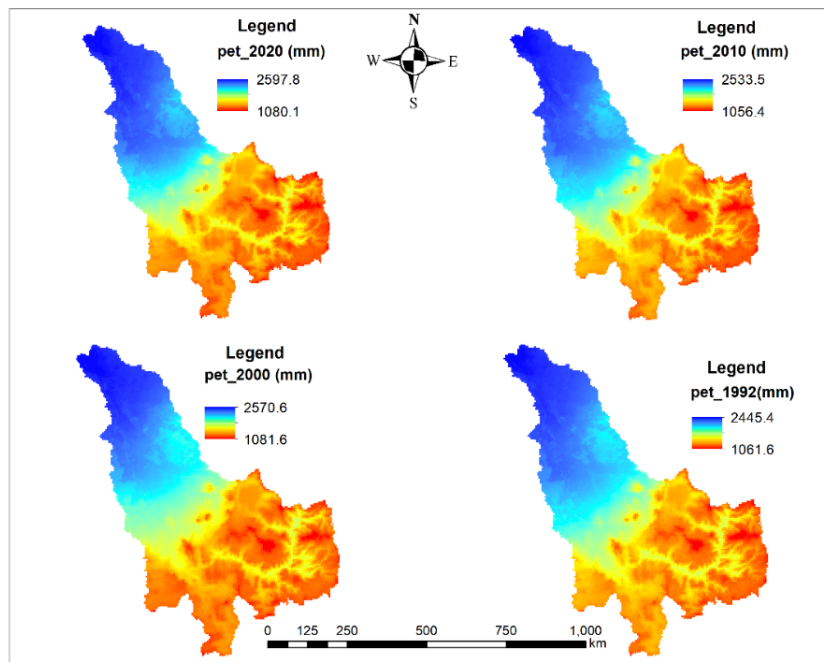 Legend
pet_2020 (mm)
2597.8
1080.1
N
W E
S
Legend
pet_2010 (mm)
2533.5
1056.4
Legend
pet_2000 (mm)
2570.6
1081.6
Legend
pet_1992(mm)
2445.4
1061.6
0 125 250 500 750 1,000
km